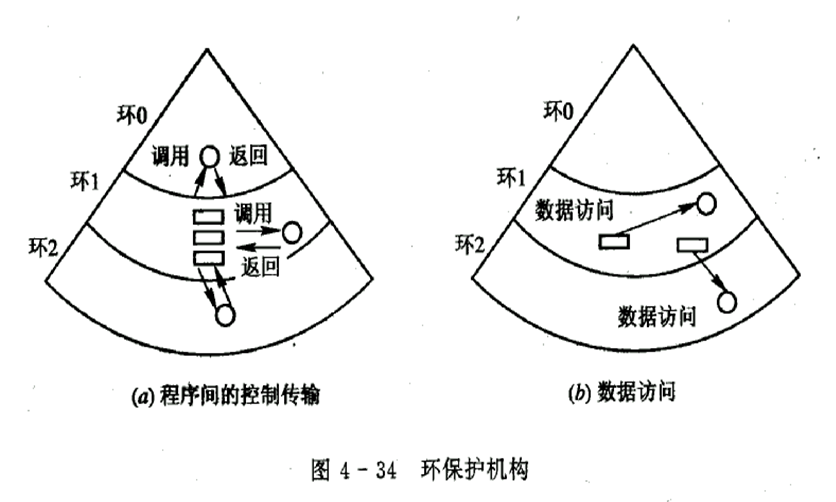 环0
调用 返回
环1
调用
环2
返回
(a) 程序间的控制传输
环0
环1
数据访问
环2
数据访问
(b) 数据访问
图 4-34 环保护机构